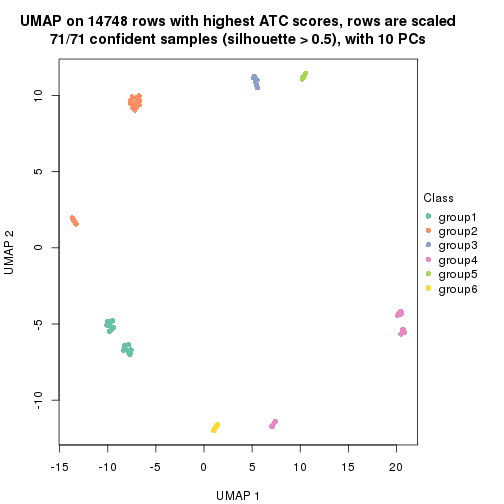 UMAP on 14748 rows with highest ATC scores, rows are scaled
71/71 confident samples (silhouette > 0.5), with 10 PCs
10
5
0
-5
-10
UMAP 2
-15
-10
-5
0
5
10
15
20
UMAP 1
Class
group1
group2
group3
group4
group5
group6